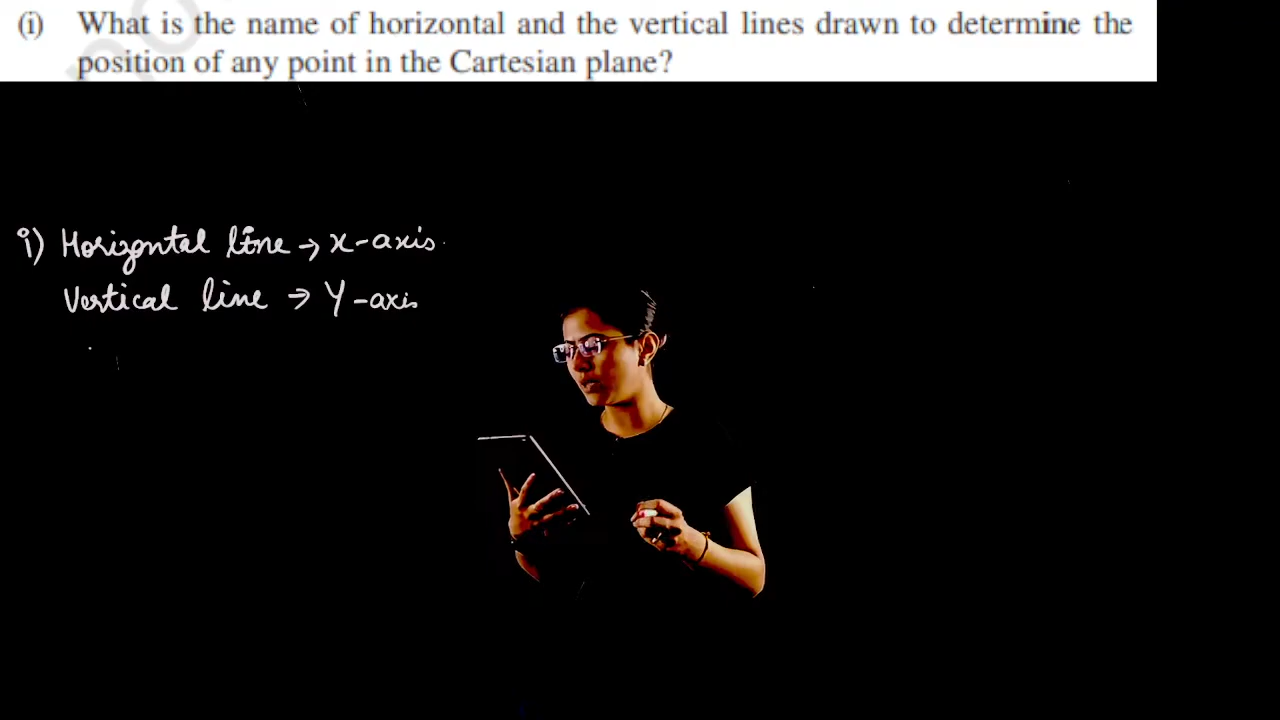 (i) What is the name of horizontal and the vertical lines drawn to determine the
position of any point in the Cartesian plane?
i) Horizontal line → x-axis
Vertical line → Y-axis